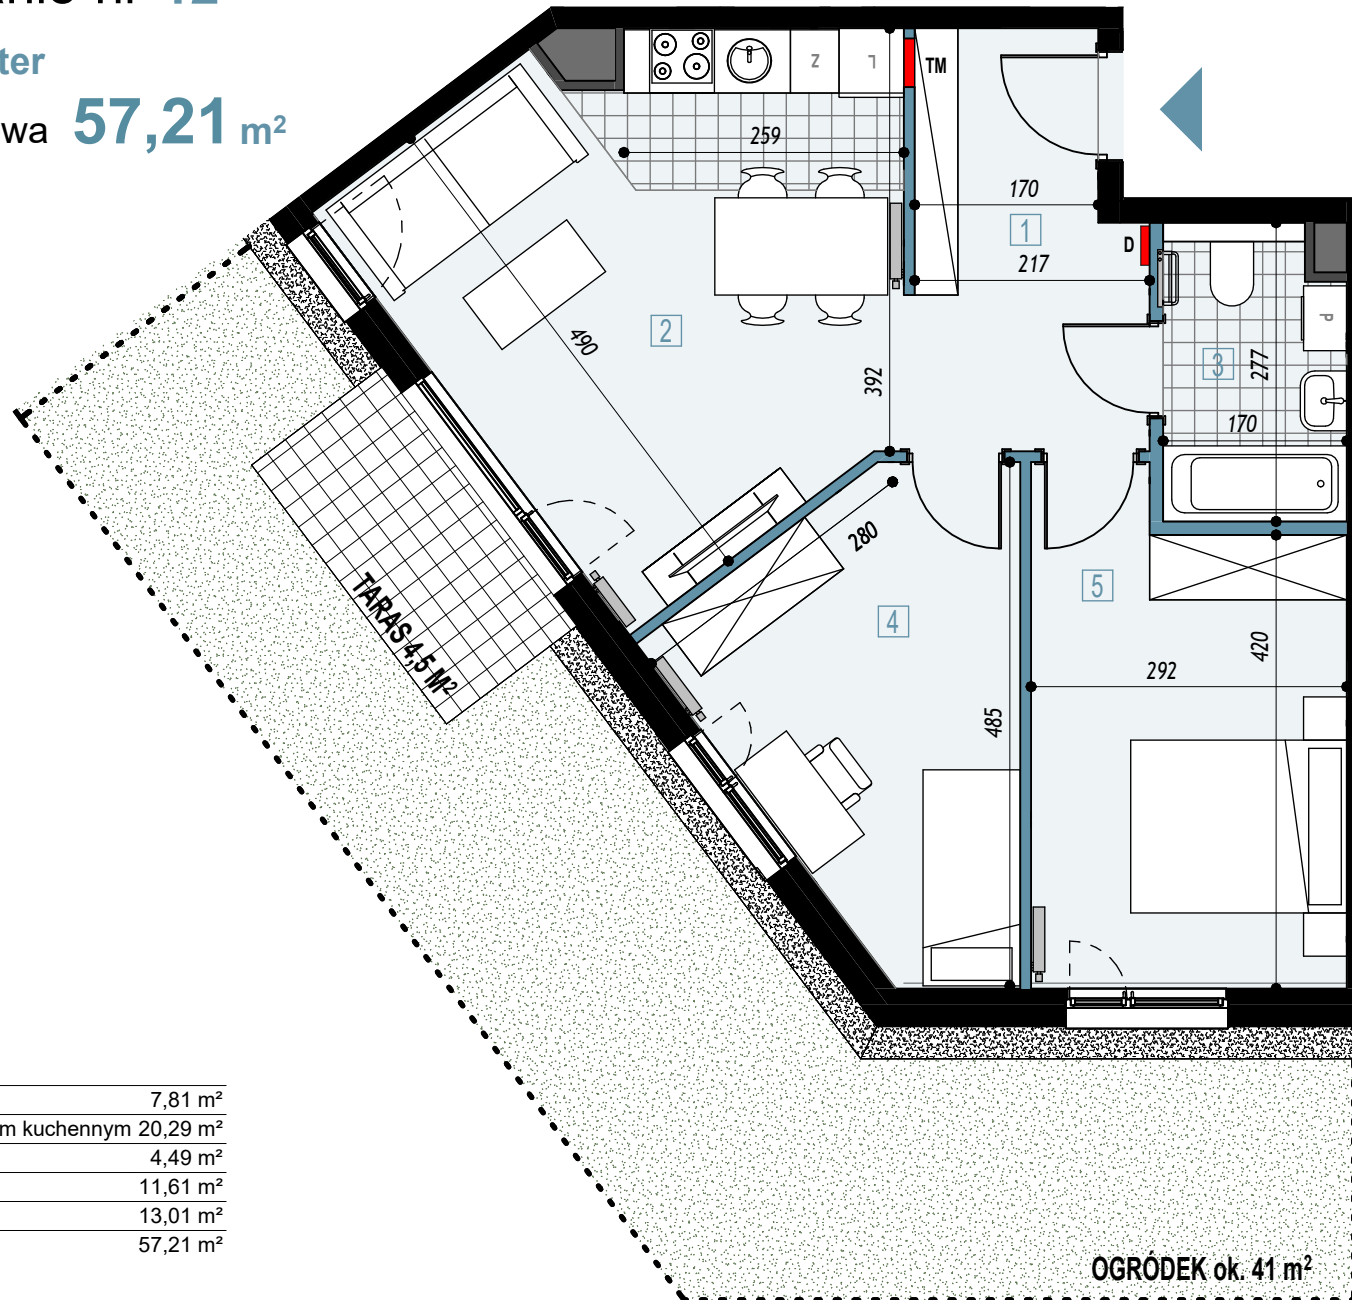 ter
wa 57,21 m²
Z
L
TM
259
170
1
D
217
2
490
392
3
277
P
170
280
5
4
420
292
485
TARAS 4,5 M²
7,81 m²
m kuchennym 20,29 m²
4,49 m²
11,61 m²
13,01 m²
57,21 m²
OGRÓDEK ok. 41 m²